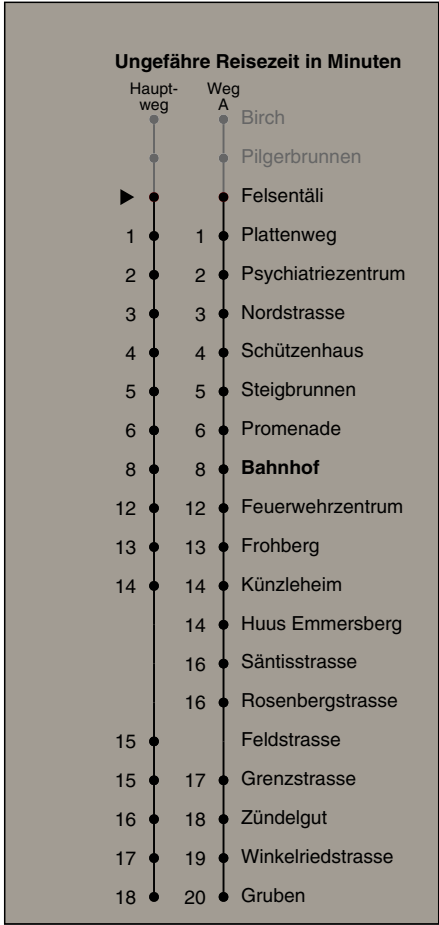 Ungefähre Reisezeit in Minuten
Haupt- Weg
weg A
Birch
Pilgerbrunnen
Felsentäli
1 1 Plattenweg
2 2 Psychiatriezentrum
3 3 Nordstrasse
4 4 Schützenhaus
5 5 Steigbrunnen
6 6 Promenade
8 8 Bahnhof
12 12 Feuerwehrzentrum
13 13 Frohberg
14 14 Künzleheim
14 Huus Emmersberg
16 Säntisstrasse
16 Rosenbergstrasse
15 Feldstrasse
15 17 Grenzstrasse
16 18 Zündelgut
17 19 Winkelriedstrasse
18 20 Gruben